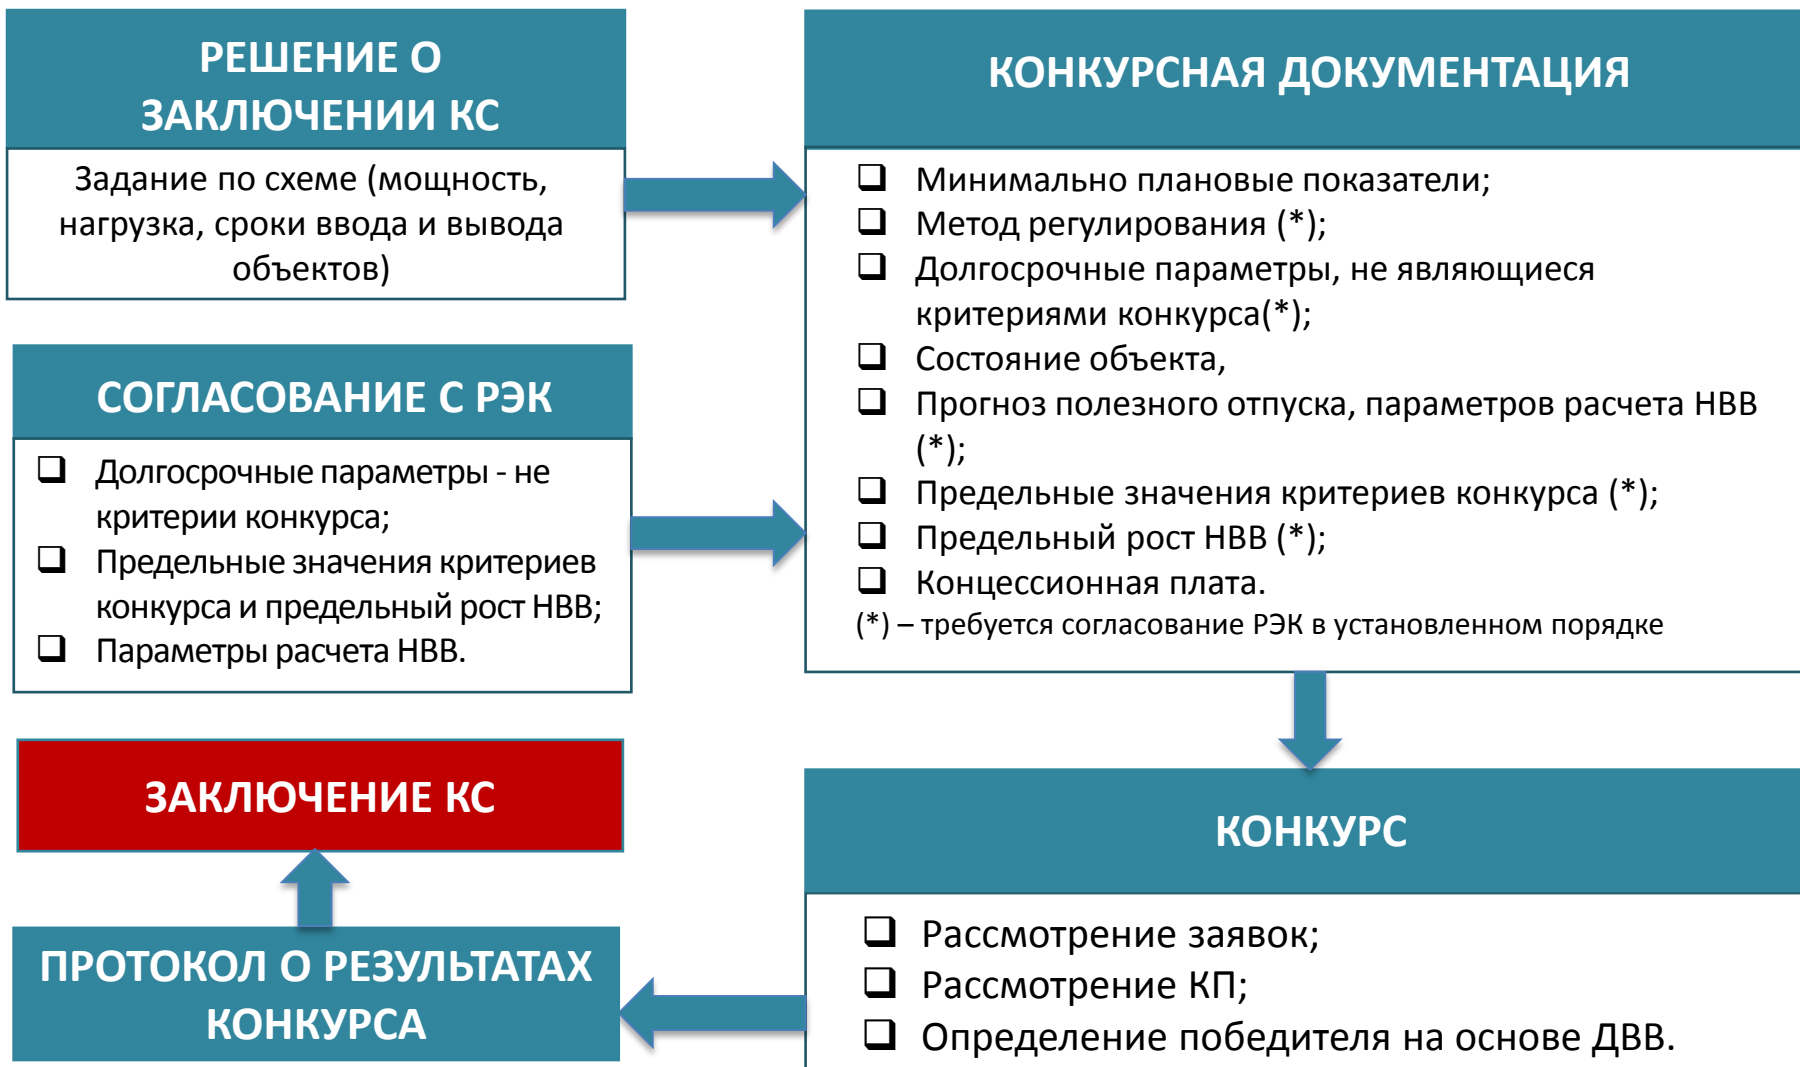 РЕШЕНИЕ О
ЗАКЛЮЧЕНИИ КС
Задание по схеме (мощность,
нагрузка, сроки ввода и вывода
объектов)
СОГЛАСОВАНИЕ С РЭК
❑ Долгосрочные параметры - не
критерии конкурса;
❑ Предельные значения критериев
конкурса и предельный рост НВВ;
❑ Параметры расчета НВВ.
КОНКУРСНАЯ ДОКУМЕНТАЦИЯ
❑ Минимально плановые показатели;
❑ Метод регулирования (*);
❑ Долгосрочные параметры, не являющиеся
критериями конкурса(*);
❑ Состояние объекта,
❑ Прогноз полезного отпуска, параметров расчета НВВ
(*);
❑ Предельные значения критериев конкурса (*);
❑ Предельный рост НВВ (*);
❑ Концессионная плата.
(*) – требуется согласование РЭК в установленном порядке
КОНКУРС
❑ Рассмотрение заявок;
❑ Рассмотрение КП;
❑ Определение победителя на основе ДВВ.
ПРОТОКОЛ О РЕЗУЛЬТАТАХ
КОНКУРСА
ЗАКЛЮЧЕНИЕ КС